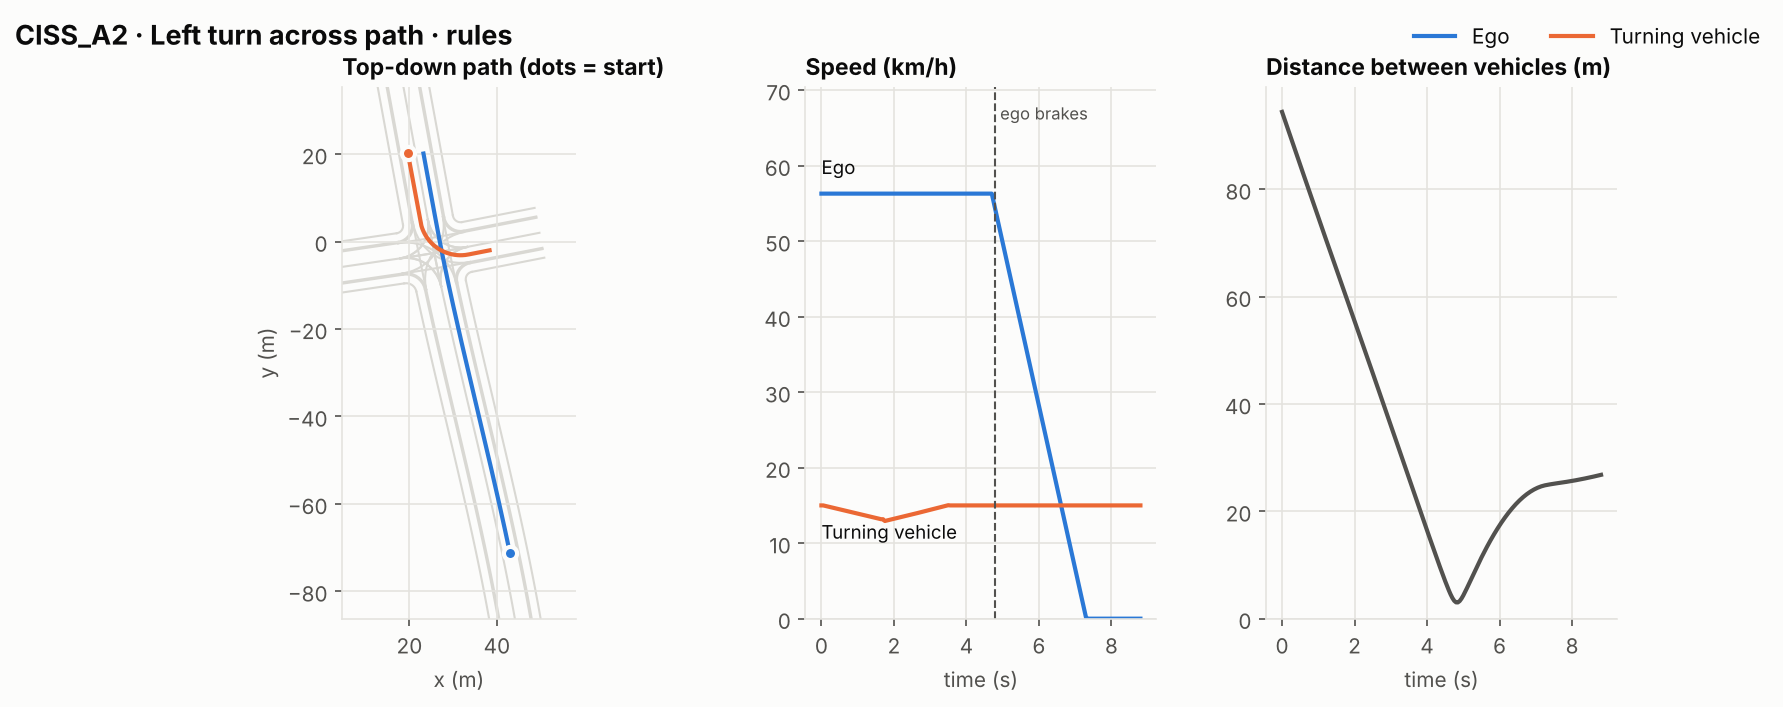 CISS_A2 · Left turn across path · rules
Ego
Turning vehicle
Top-down path (dots = start)
20
0
−20
−40
−60
−80
y (m)
20
40
x (m)
Speed (km/h)
70
60
50
40
30
20
10
0
ego brakes
Ego
Turning vehicle
0
2
4
6
8
time (s)
Distance between vehicles (m)
80
60
40
20
0
0
2
4
6
8
time (s)